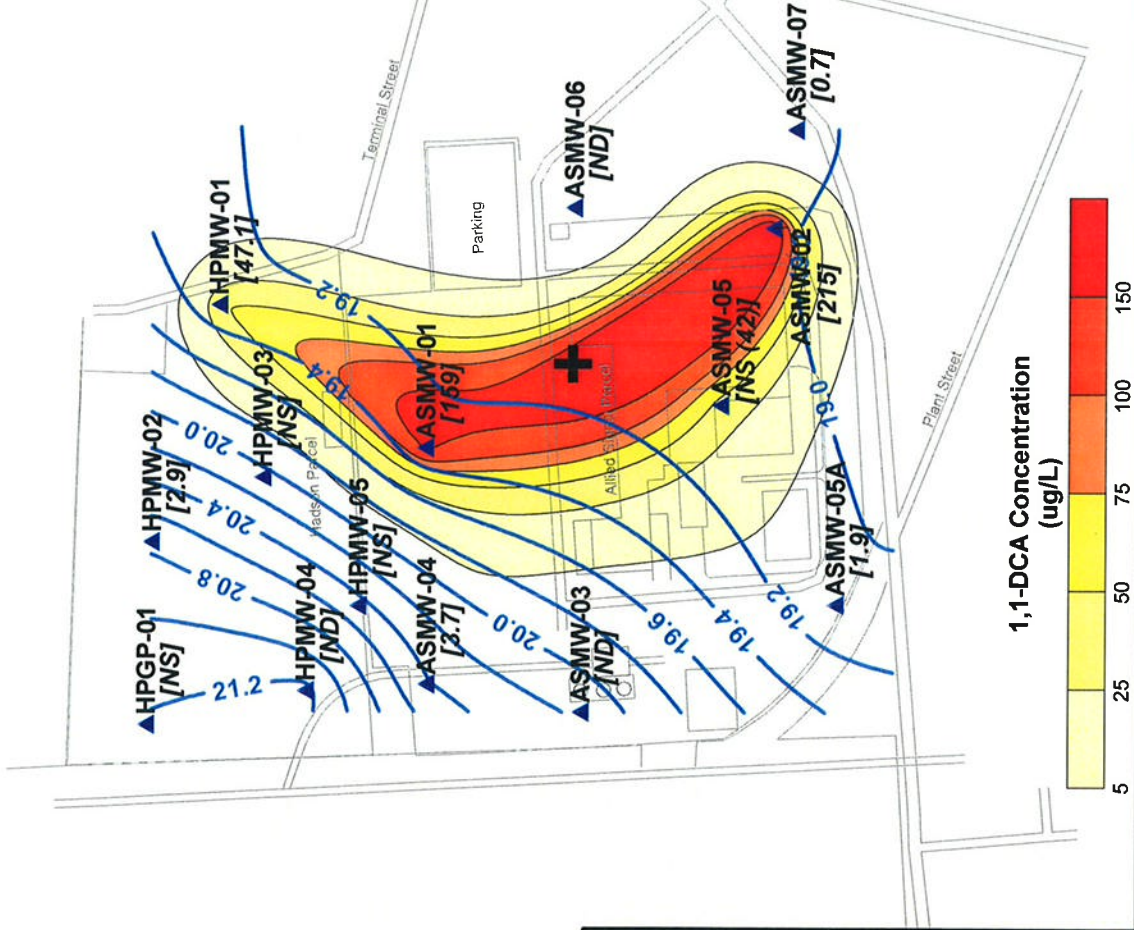 HPMW-01
[47.1]
Terminal Street
ASMW-07
[0.7]
ASMW-06
[ND]
Parking
19.2
HPMW-02
[2.9]
HPMW-03
[NS]
20.0
19.4
ASMW-01
[159]
Hadson Parcel
20.4
HPMW-05
[NS]
20.8
HPGP-01
[NS]
HPMW-04
[ND]
21.2
ASMW-04
[3.7]
20.0
ASMW-03
[ND]
Allied Signal Parcel
ASMW-05
[NS (42)]
ASMW-02
[215]
19.0
19.6
19.4
19.2
ASMW-05A
[1.9]
Plant Street
1,1-DCA Concentration
(ug/L)
5 25 50 75 100 150